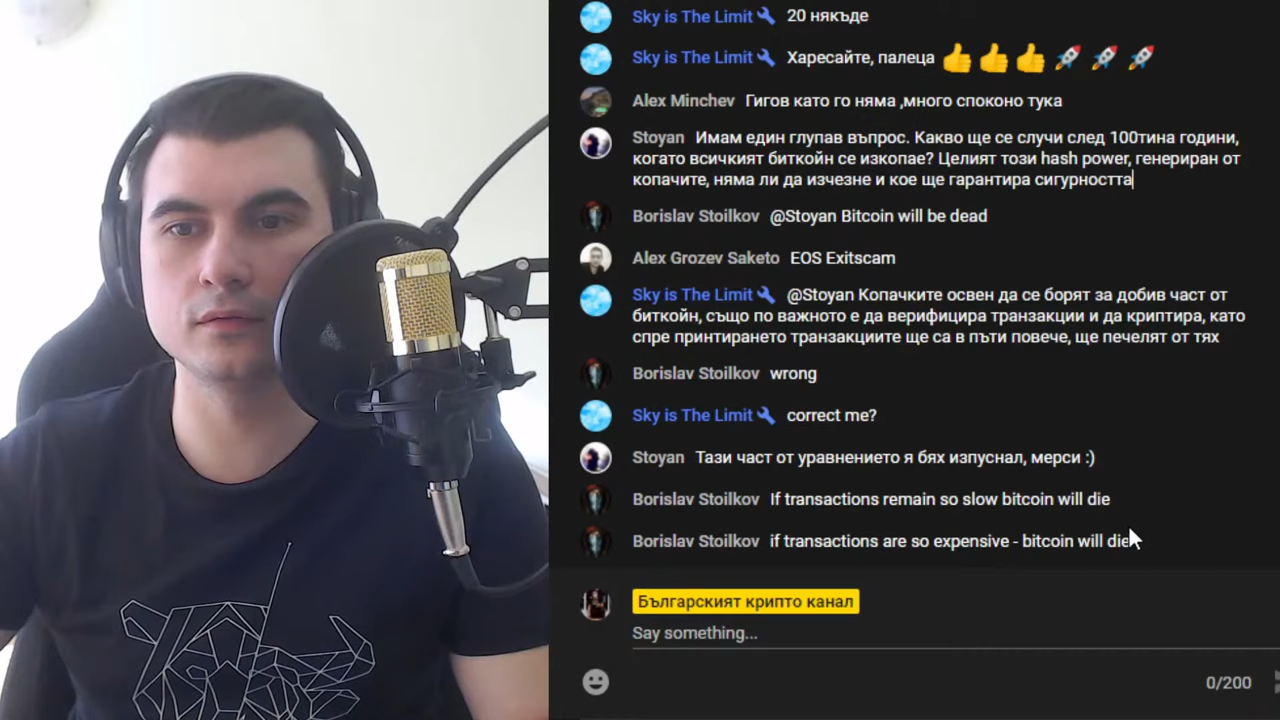 Sky is The Limit 20 някъде
Sky is The Limit Харесайте, палеца 👍👍👍🚀🚀🚀
Alex Minchev Гигов като го няма ,много споконо тука
Stoyan Имам един глупав въпрос. Какво ще се случи след 100тина години,
когато всичкият биткойн се изкопае? Целият този hash power, генериран от
копачите, няма ли да изчезне и кое ще гарантира сигурността
Borislav Stoilkov @Stoyan Bitcoin will be dead
Alex Grozev Saketo EOS Exitscam
Sky is The Limit @Stoyan Копачките освен да се борят за добив част от
биткойн, също по важното е да верифицира транзакции и да криптира, като
спре принтирането транзакциите ще са в пъти повече, ще печелят от тях
Borislav Stoilkov wrong
Sky is The Limit correct me?
Stoyan Тази част от уравнението я бях изпуснал, мерси :)
Borislav Stoilkov If transactions remain so slow bitcoin will die
Borislav Stoilkov if transactions are so expensive - bitcoin will die
Българският крипто канал
Say something...
0/200